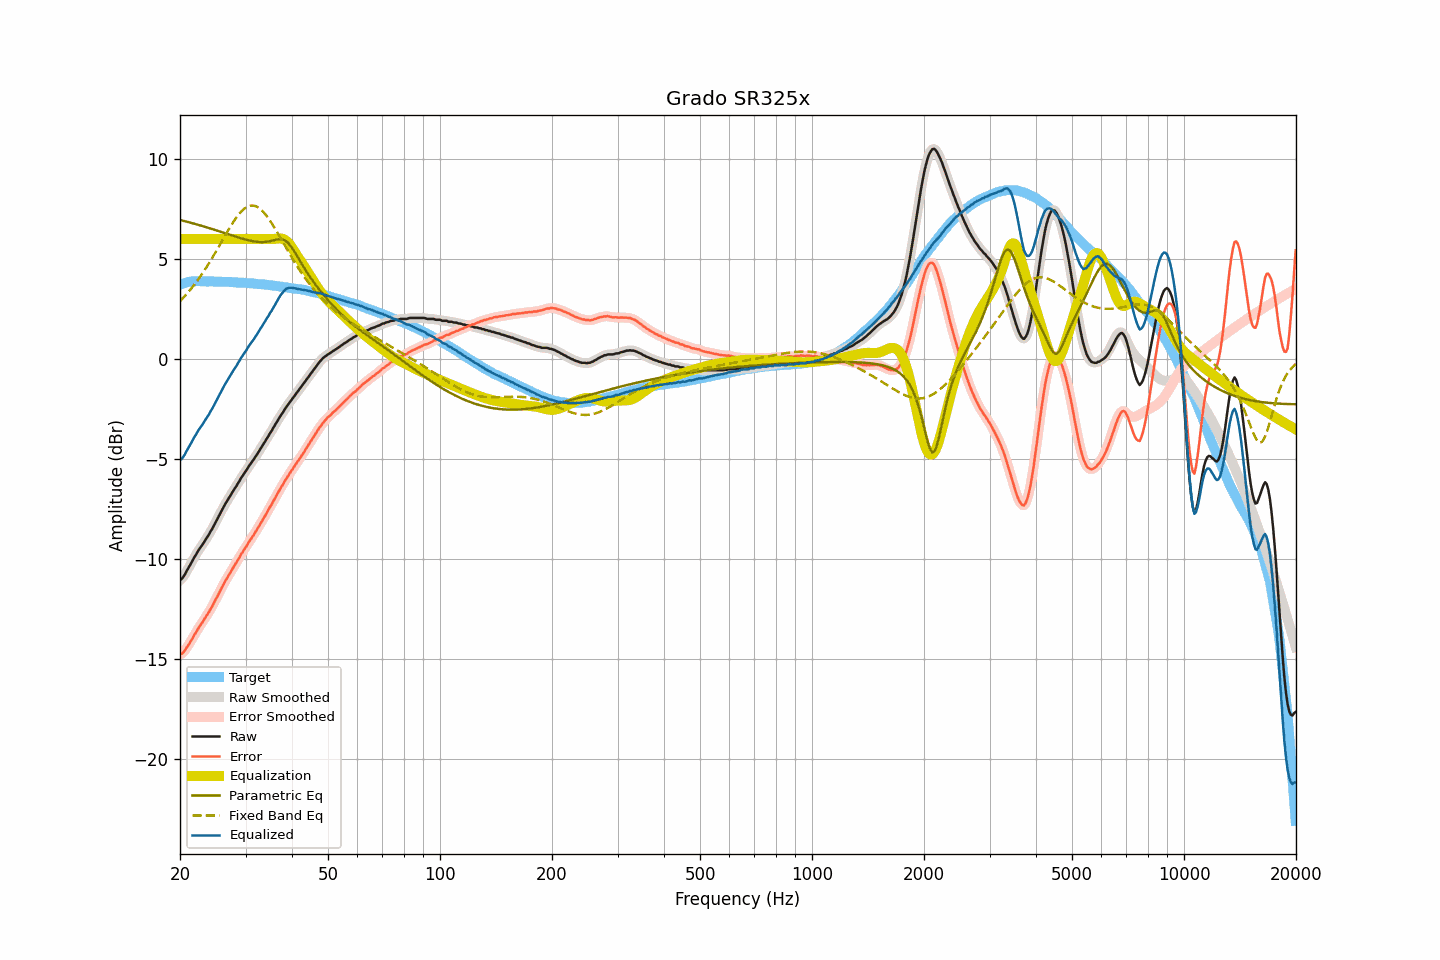 Grado SR325x
Amplitude (dBr)
10
5
0
−5
−10
−15
−20
Target
Raw Smoothed
Error Smoothed
Raw
Error
Equalization
Parametric Eq
Fixed Band Eq
Equalized
20 50 100 200 500 1000 2000 5000 10000 20000
Frequency (Hz)